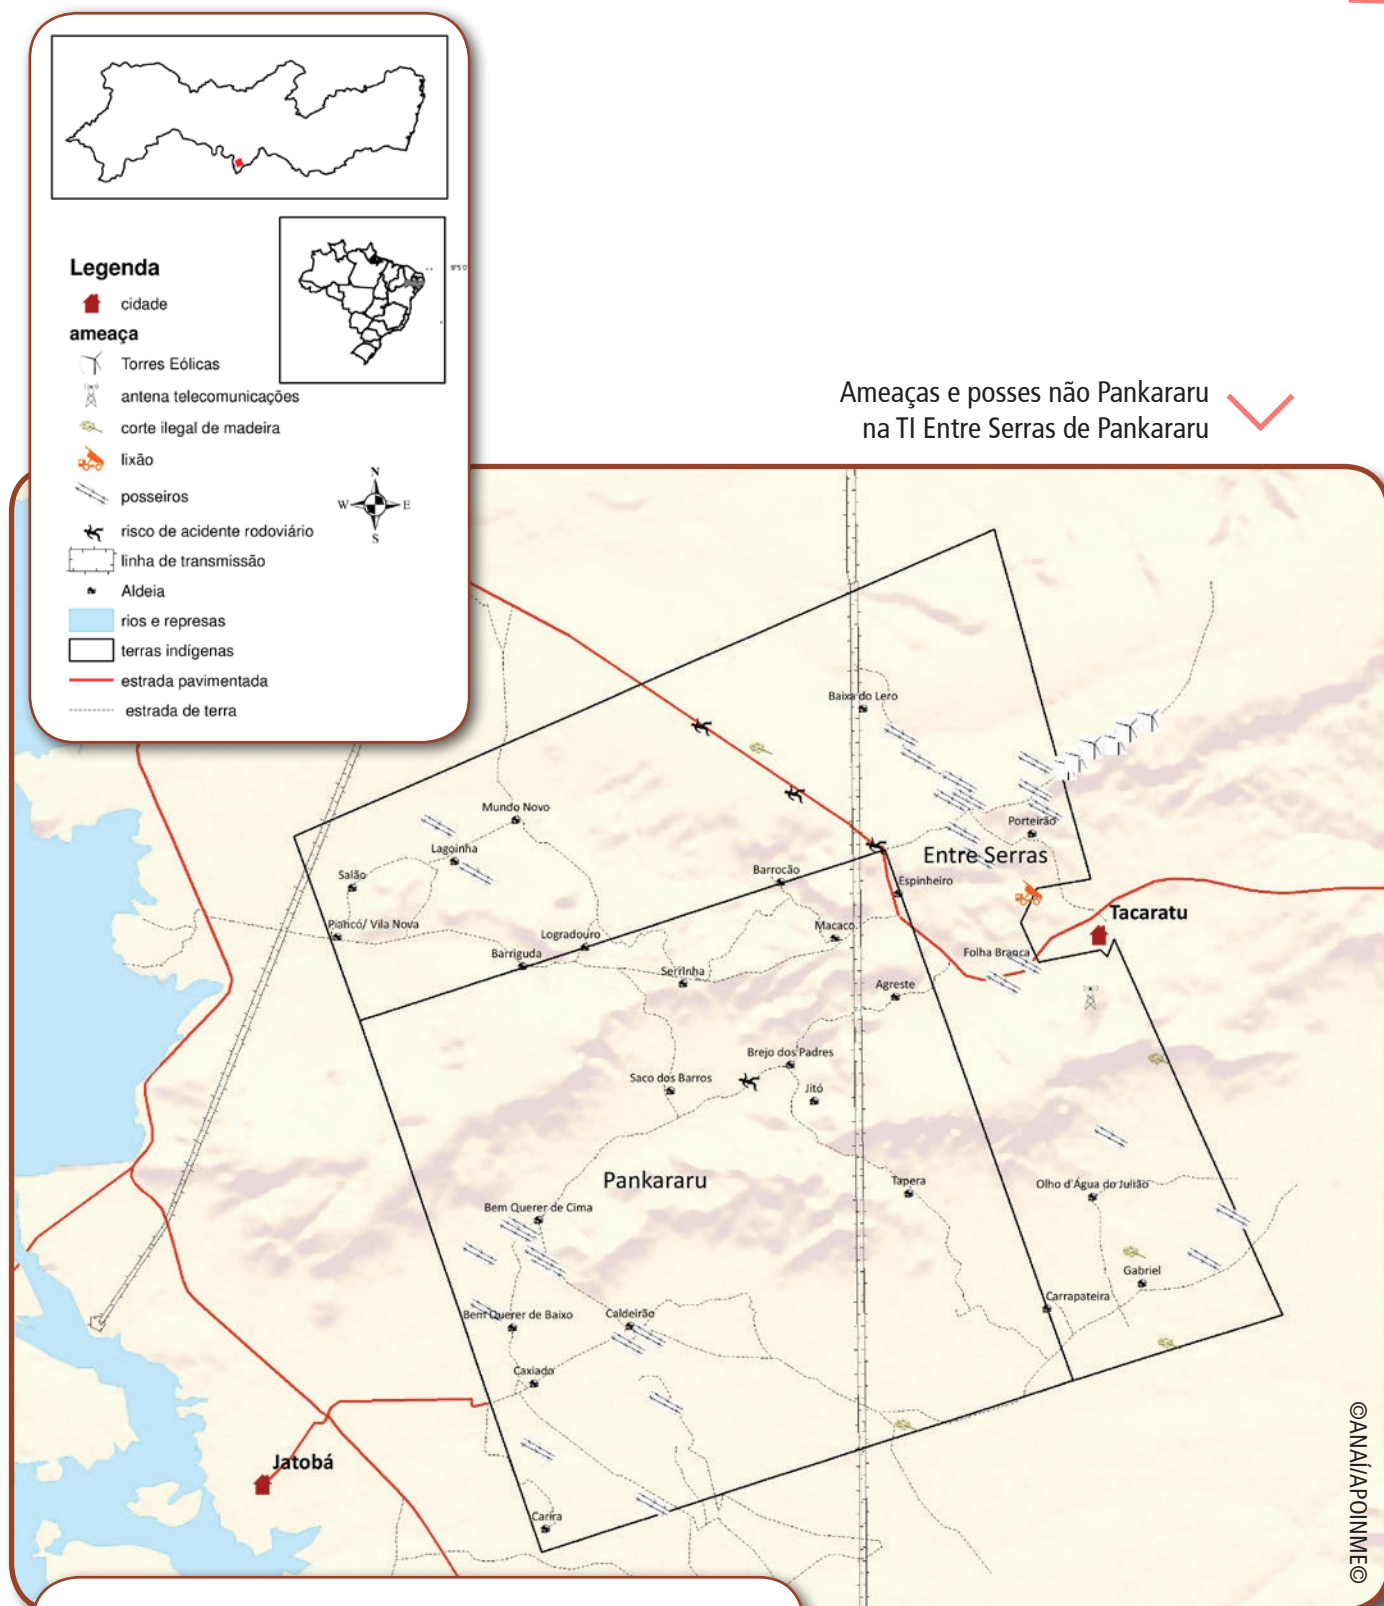 Legenda
cidade
ameaça
Torres Eólicas
antena telecomunicações
corte ilegal de madeira
lixão
posseiros
risco de acidente rodoviário
linha de transmissão
Aldeia
rios e represas
terras indígenas
estrada pavimentada
estrada de terra
N
W E
S
Ameaças e posses não Pankararu
na TI Entre Serras de Pankararu
Baixa do Lero
Mundo Novo
Porteirão
Lagoinha
Entre Serras
Salão
Barrocão
Espinheiro
Tacaratu
Piancó/ Vila Nova
Macaco
Logradouro
Barriguda
Folha Branca
Serrinha
Agreste
Brejo dos Padres
Saco dos Barros
Jitó
Pankararu
Tapera
Olho d'Água do Julião
Bem Querer de Cima
Gabriel
Carrapateira
Bem Querer de Baixo
Caldeirão
Caxiado
Jatobá
Carira
©ANAÍ/APOINME©